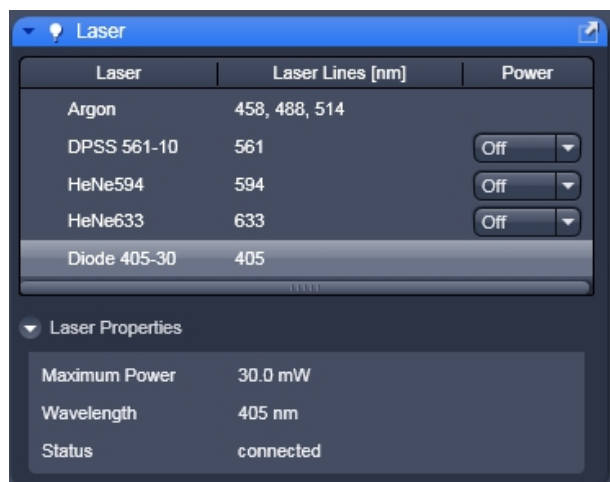 Laser
Laser Laser Lines [nm] Power
Argon 458, 488, 514
DPSS 561-10 561 Off
HeNe594 594 Off
HeNe633 633 Off
Diode 405-30 405
Laser Properties
Maximum Power 30.0 mW
Wavelength 405 nm
Status connected